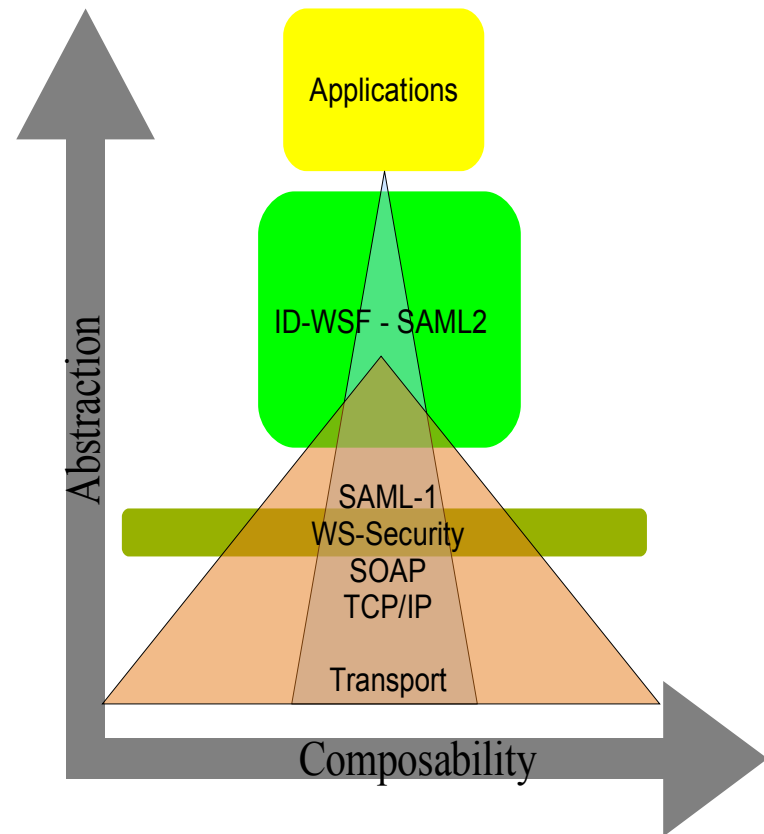 Applications
ID-WSF - SAML2
Abstraction
SAML-1
WS-Security
SOAP
TCP/IP
Transport
Composability